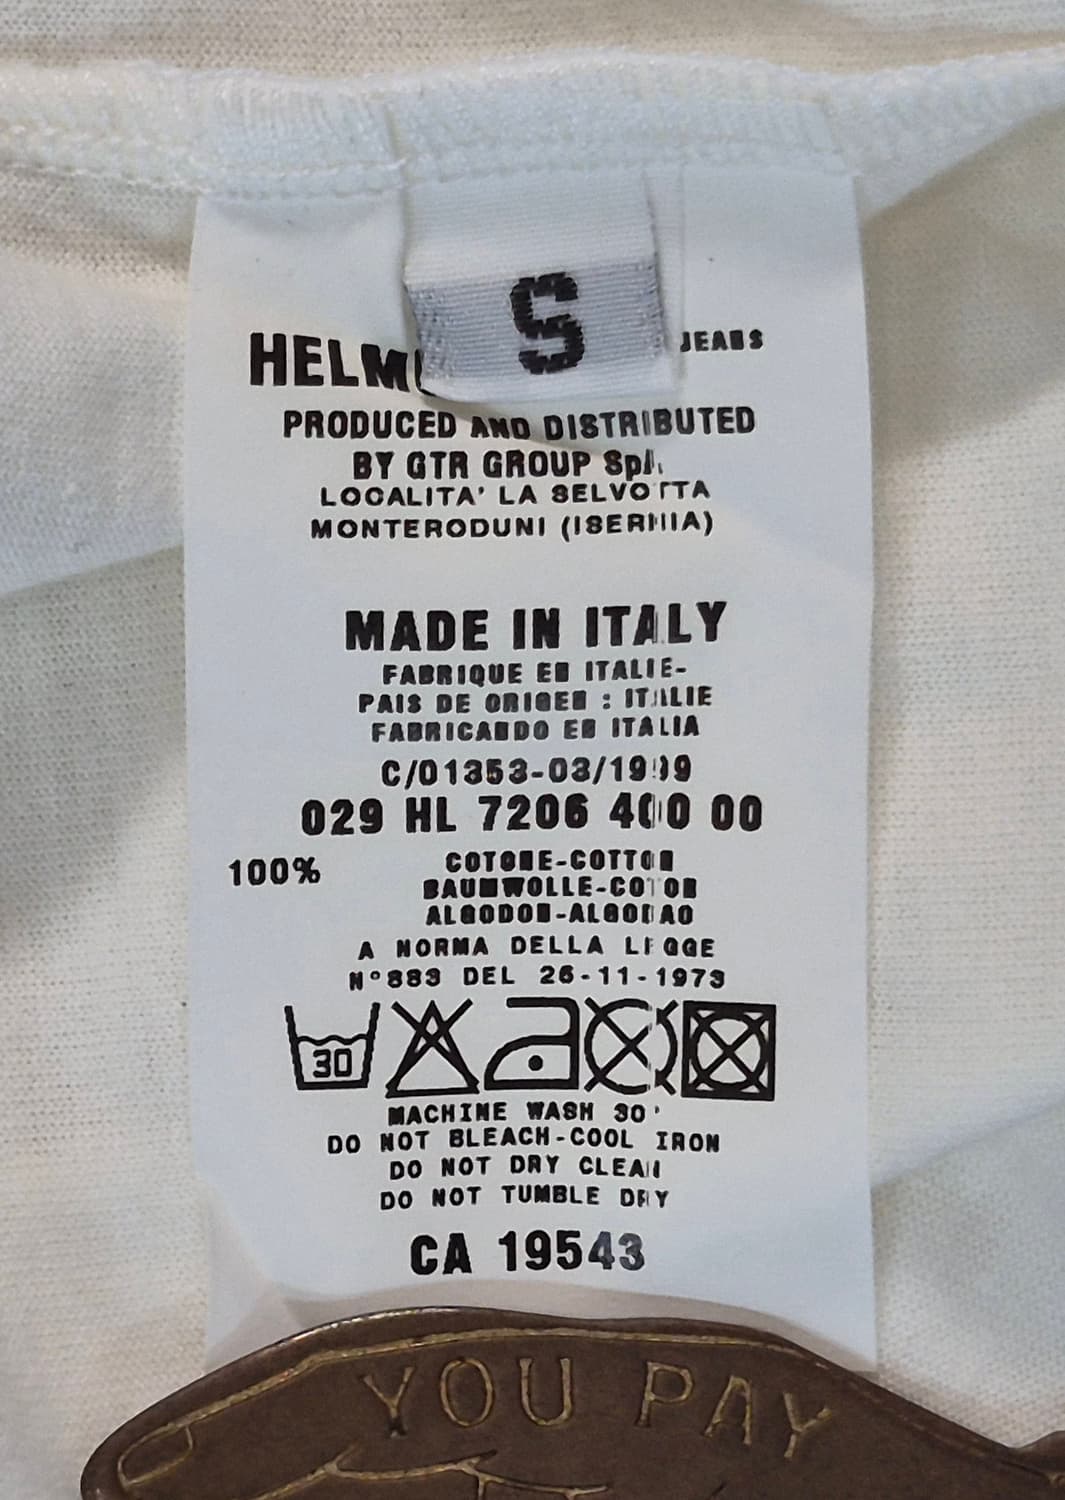 S
JEANS
PRODUCED AND DISTRIBUTED
BY GTR GROUP SpA.
LOCALITA' LA SELVOTTA
MONTERODUNI (ISERNIA)
MADE IN ITALY
FABRIQUE EN ITALIE-
PAIS DE ORIGEN : ITALIE
FABRICANDO EN ITALIA
C/01353-03/1999
029 HL 7206 400 00
100%
COTONE-COTTON
BAUMWOLLE-COTON
ALGODON-ALGODAO
A NORMA DELLA LEGGE
N°883 DEL 26-11-1973
30
MACHINE WASH 30°
DO NOT BLEACH-COOL IRON
DO NOT DRY CLEAN
DO NOT TUMBLE DRY
CA 19543
YOU PAY